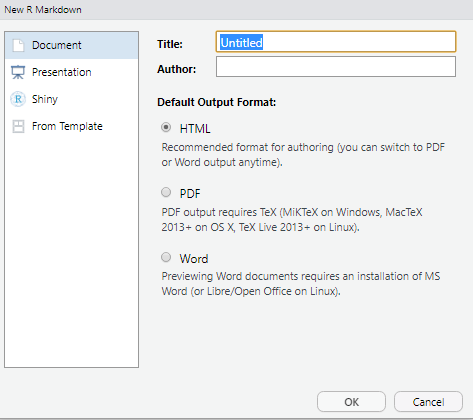 New R Markdown
Document
Presentation
R Shiny
From Template
Title: Untitled
Author:
Default Output Format:
HTML
Recommended format for authoring (you can switch to PDF
or Word output anytime).
PDF
PDF output requires TeX (MiKTeX on Windows, MacTeX
2013+ on OS X, TeX Live 2013+ on Linux).
Word
Previewing Word documents requires an installation of MS
Word (or Libre/Open Office on Linux).
OK Cancel